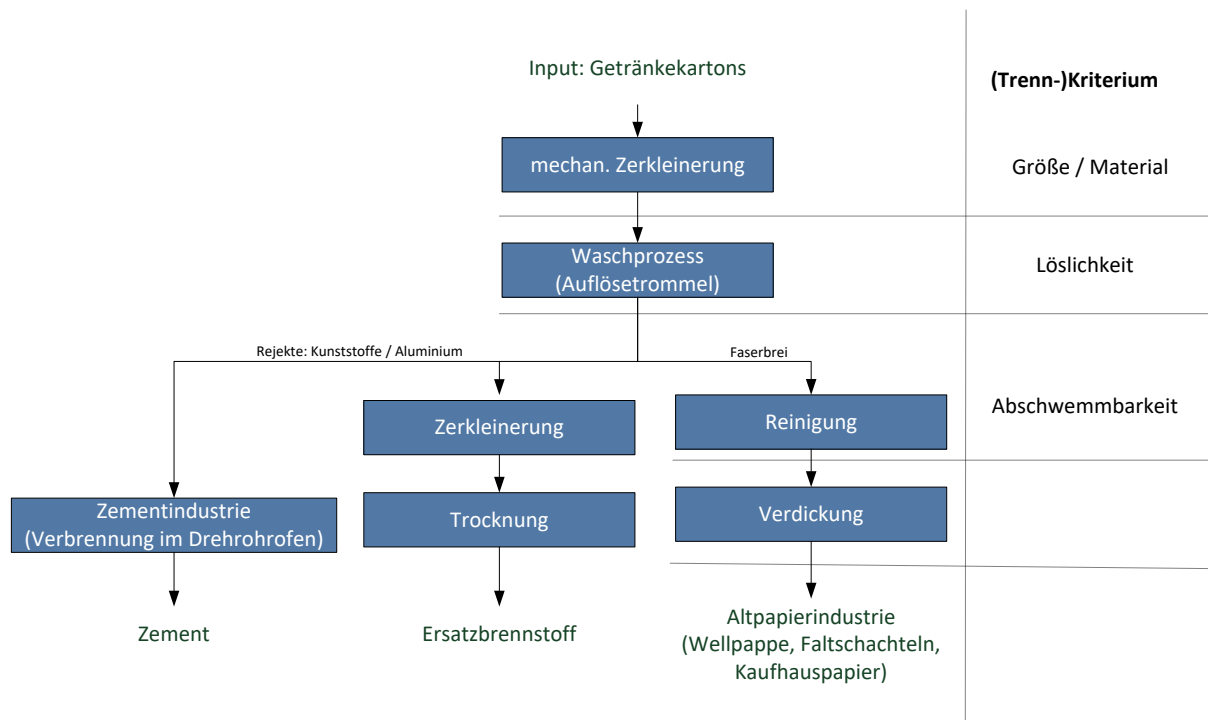 Input: Getränkekartons
(Trenn-)Kriterium
mechan. Zerkleinerung
Größe / Material
Waschprozess
(Auflösetrommel)
Löslichkeit
Rejekte: Kunststoffe / Aluminium
Faserbrei
Zerkleinerung
Reinigung
Abschwemmbarkeit
Zementindustrie
(Verbrennung im Drehrohrofen)
Trocknung
Verdickung
Zement
Ersatzbrennstoff
Altpapierindustrie
(Wellpappe, Faltschachteln,
Kaufhauspapier)